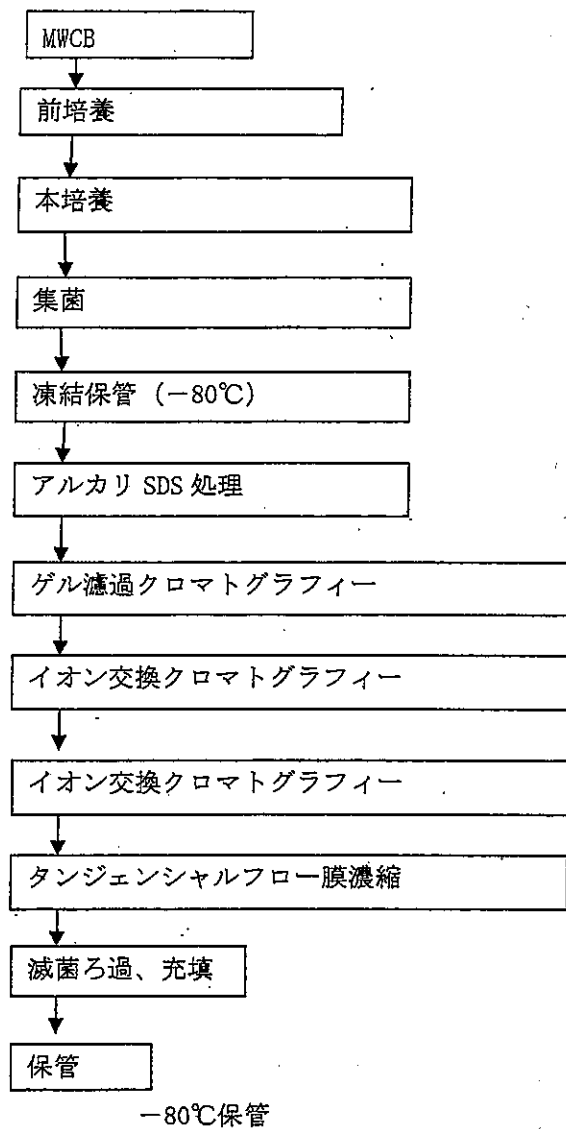 MWCB
前培養
本培養
集菌
凍結保管（－80℃）
アルカリ SDS 処理
ゲル濾過クロマトグラフィー
イオン交換クロマトグラフィー
イオン交換クロマトグラフィー
タンジェンシャルフロー膜濃縮
滅菌ろ過、充填
保管
－80℃保管